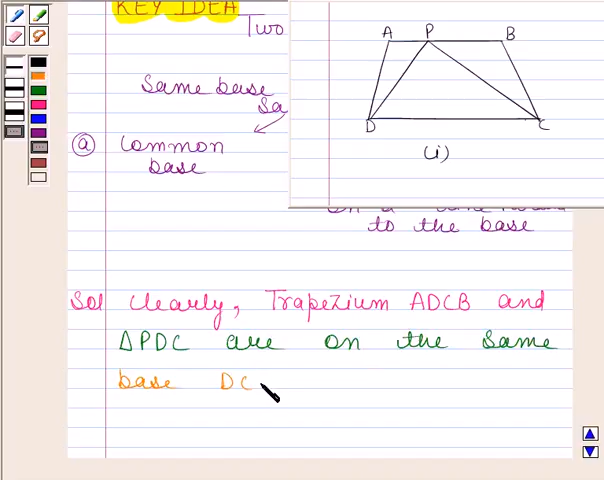 KEY IDEA
Two
Same base
Sa
ⓐ common
base
A P B
D C
(i)
to the base
Sol Clearly, Trapezium ADCB and
ΔPDC are on the same
base DC